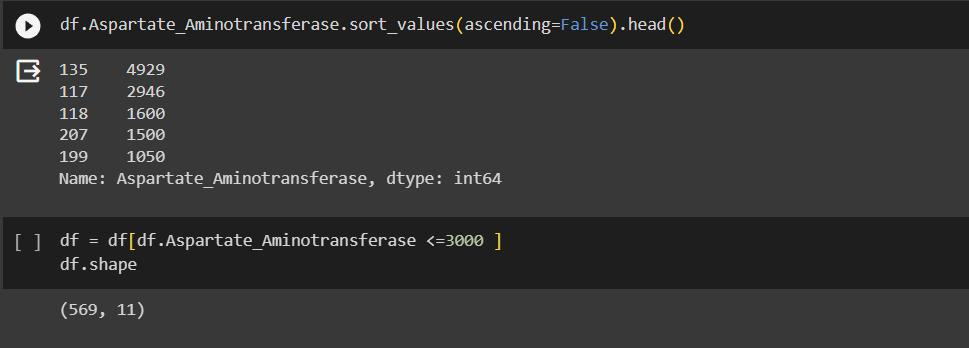 df.Aspartate_Aminotransferase.sort_values(ascending=False).head()
135    4929
117    2946
118    1600
207    1500
199    1050
Name: Aspartate_Aminotransferase, dtype: int64
[ ] df = df[df.Aspartate_Aminotransferase <=3000 ]
df.shape
(569, 11)